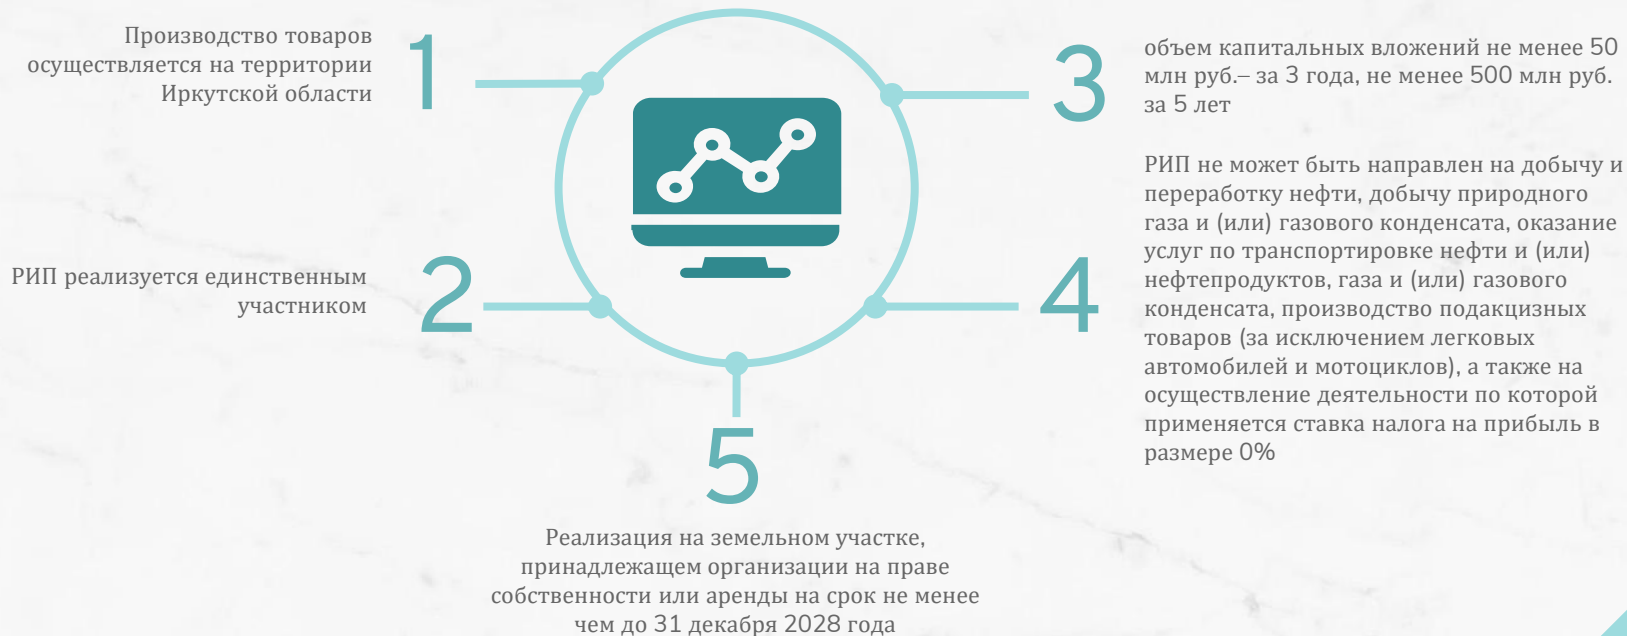 1
Производство товаров
осуществляется на территории
Иркутской области
2
РИП реализуется единственным
участником
3
объем капитальных вложений не менее 50
млн руб.– за 3 года, не менее 500 млн руб.
за 5 лет
4
РИП не может быть направлен на добычу и
переработку нефти, добычу природного
газа и (или) газового конденсата, оказание
услуг по транспортировке нефти и (или)
нефтепродуктов, газа и (или) газового
конденсата, производство подакцизных
товаров (за исключением легковых
автомобилей и мотоциклов), а также на
осуществление деятельности по которой
применяется ставка налога на прибыль в
размере 0%
5
Реализация на земельном участке,
принадлежащем организации на праве
собственности или аренды на срок не менее
чем до 31 декабря 2028 года